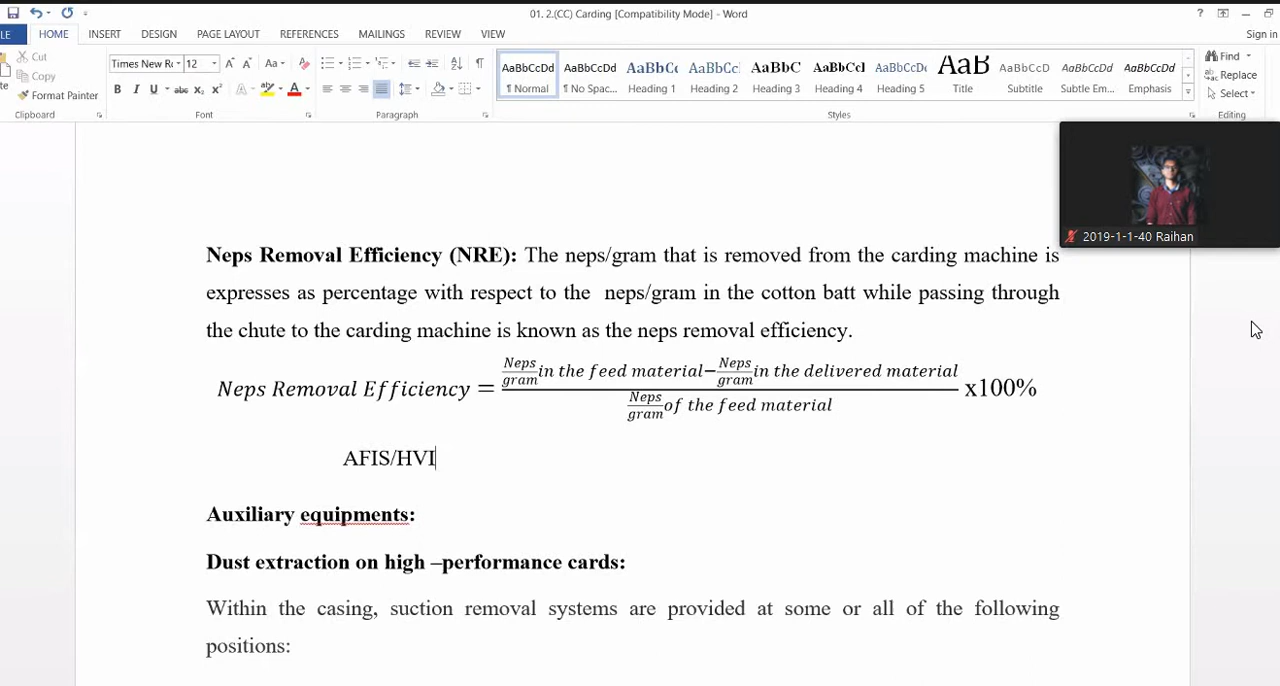 01. 2.(CC) Carding [Compatibility Mode] - Word
HOME INSERT DESIGN PAGE LAYOUT REFERENCES MAILINGS REVIEW VIEW
Sign in
Cut
Copy
Format Painter
Clipboard
Times New Ro 12
Font
Paragraph
AaBbCcDd AaBbCcDd AaBbCc AaBbCc AaBbC AaBbCcI AaBbCcDc AaB AaBbCcD AaBbCcDd AaBbCcDd
¶ Normal ¶ No Spac... Heading 1 Heading 2 Heading 3 Heading 4 Heading 5 Title Subtitle Subtle Em... Emphasis
Styles
Find
Replace
Select
Editing
2019-1-1-40 Raihan
Neps Removal Efficiency (NRE): The neps/gram that is removed from the carding machine is
expresses as percentage with respect to the neps/gram in the cotton batt while passing through
the chute to the carding machine is known as the neps removal efficiency.
Neps Removal Efficiency = (Neps/gram in the feed material − Neps/gram in the delivered material) / (Neps/gram of the feed material) x100%
AFIS/HVI
Auxiliary equipments:
Dust extraction on high –performance cards:
Within the casing, suction removal systems are provided at some or all of the following
positions: